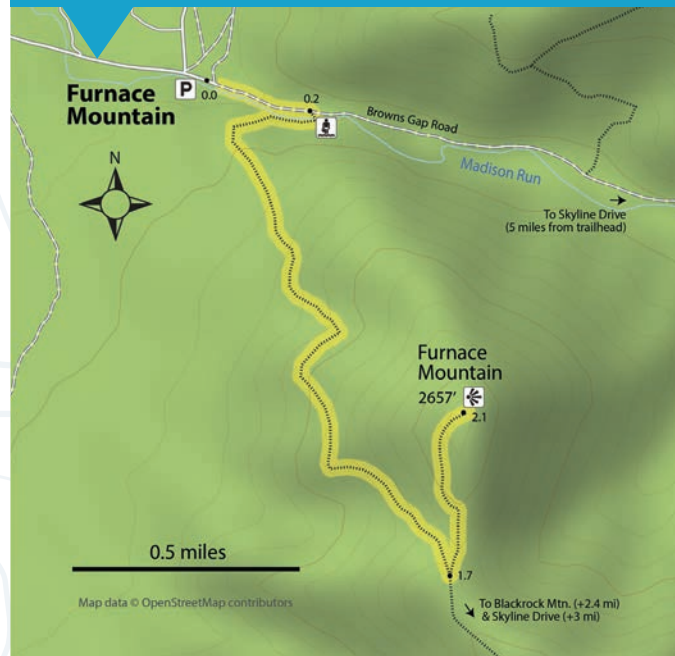 P
0.0
Furnace
Mountain
0.2
Browns Gap Road
Madison Run
N
To Skyline Drive
(5 miles from trailhead)
Furnace
Mountain
2657'
2.1
0.5 miles
1.7
Map data © OpenStreetMap contributors
To Blackrock Mtn. (+2.4 mi)
& Skyline Drive (+3 mi)